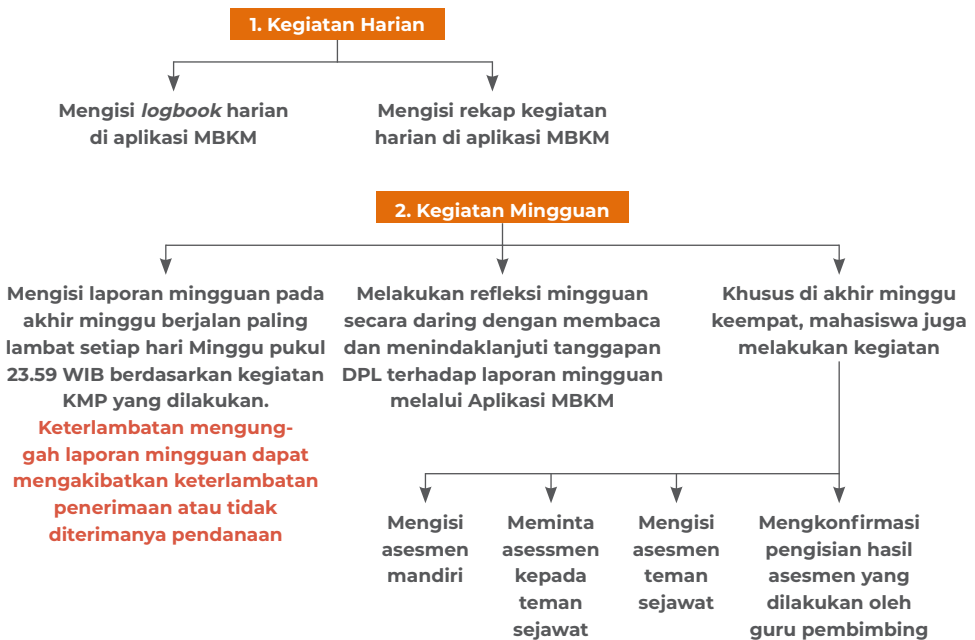 1. Kegiatan Harian
Mengisi logbook harian
di aplikasi MBKM
Mengisi rekap kegiatan
harian di aplikasi MBKM
2. Kegiatan Mingguan
Mengisi laporan mingguan pada
akhir minggu berjalan paling
lambat setiap hari Minggu pukul
23.59 WIB berdasarkan kegiatan
KMP yang dilakukan.
Keterlambatan mengung-
gah laporan mingguan dapat
mengakibatkan keterlambatan
penerimaan atau tidak
diterimanya pendanaan
Melakukan refleksi mingguan
secara daring dengan membaca
dan menindaklanjuti tanggapan
DPL terhadap laporan mingguan
melalui Aplikasi MBKM
Khusus di akhir minggu
keempat, mahasiswa juga
melakukan kegiatan
Mengisi
asesmen
mandiri
Meminta
asessmen
kepada
teman
sejawat
Mengisi
asesmen
teman
sejawat
Mengkonfirmasi
pengisian hasil
asesmen yang
dilakukan oleh
guru pembimbing